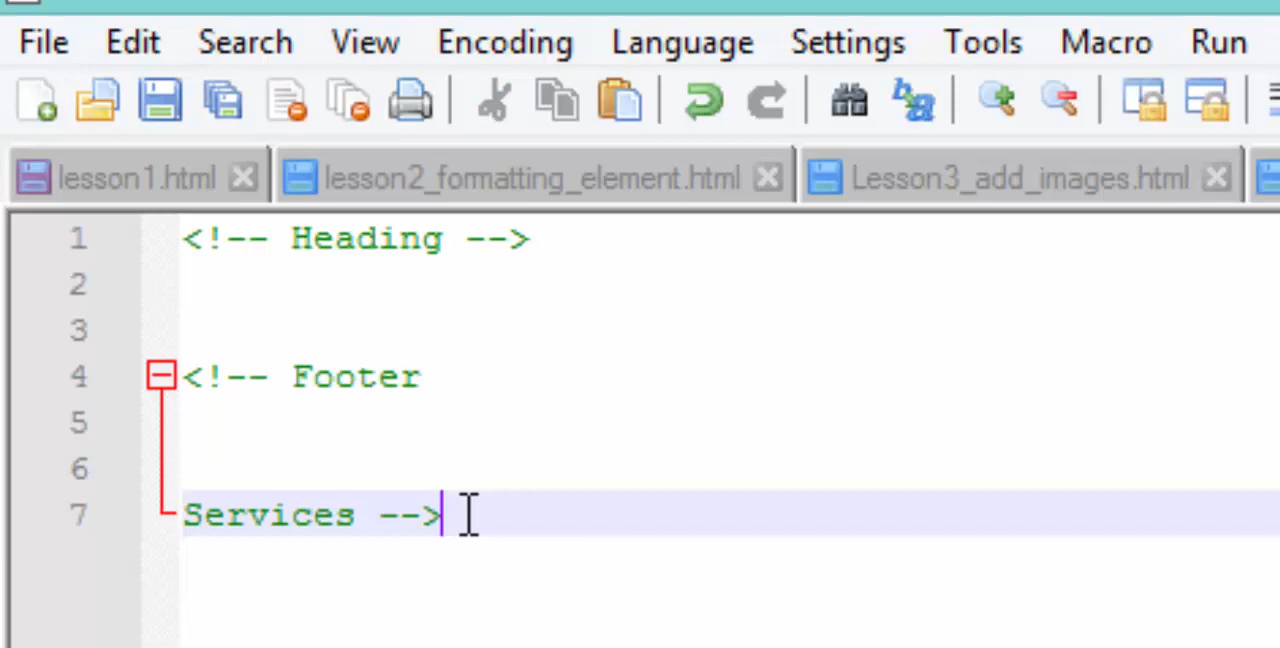 File Edit Search View Encoding Language Settings Tools Macro Run
lesson1.html lesson2_formatting_element.html Lesson3_add_images.html
1 <!-- Heading -->
2
3
4 <!-- Footer
5
6
7 Services -->